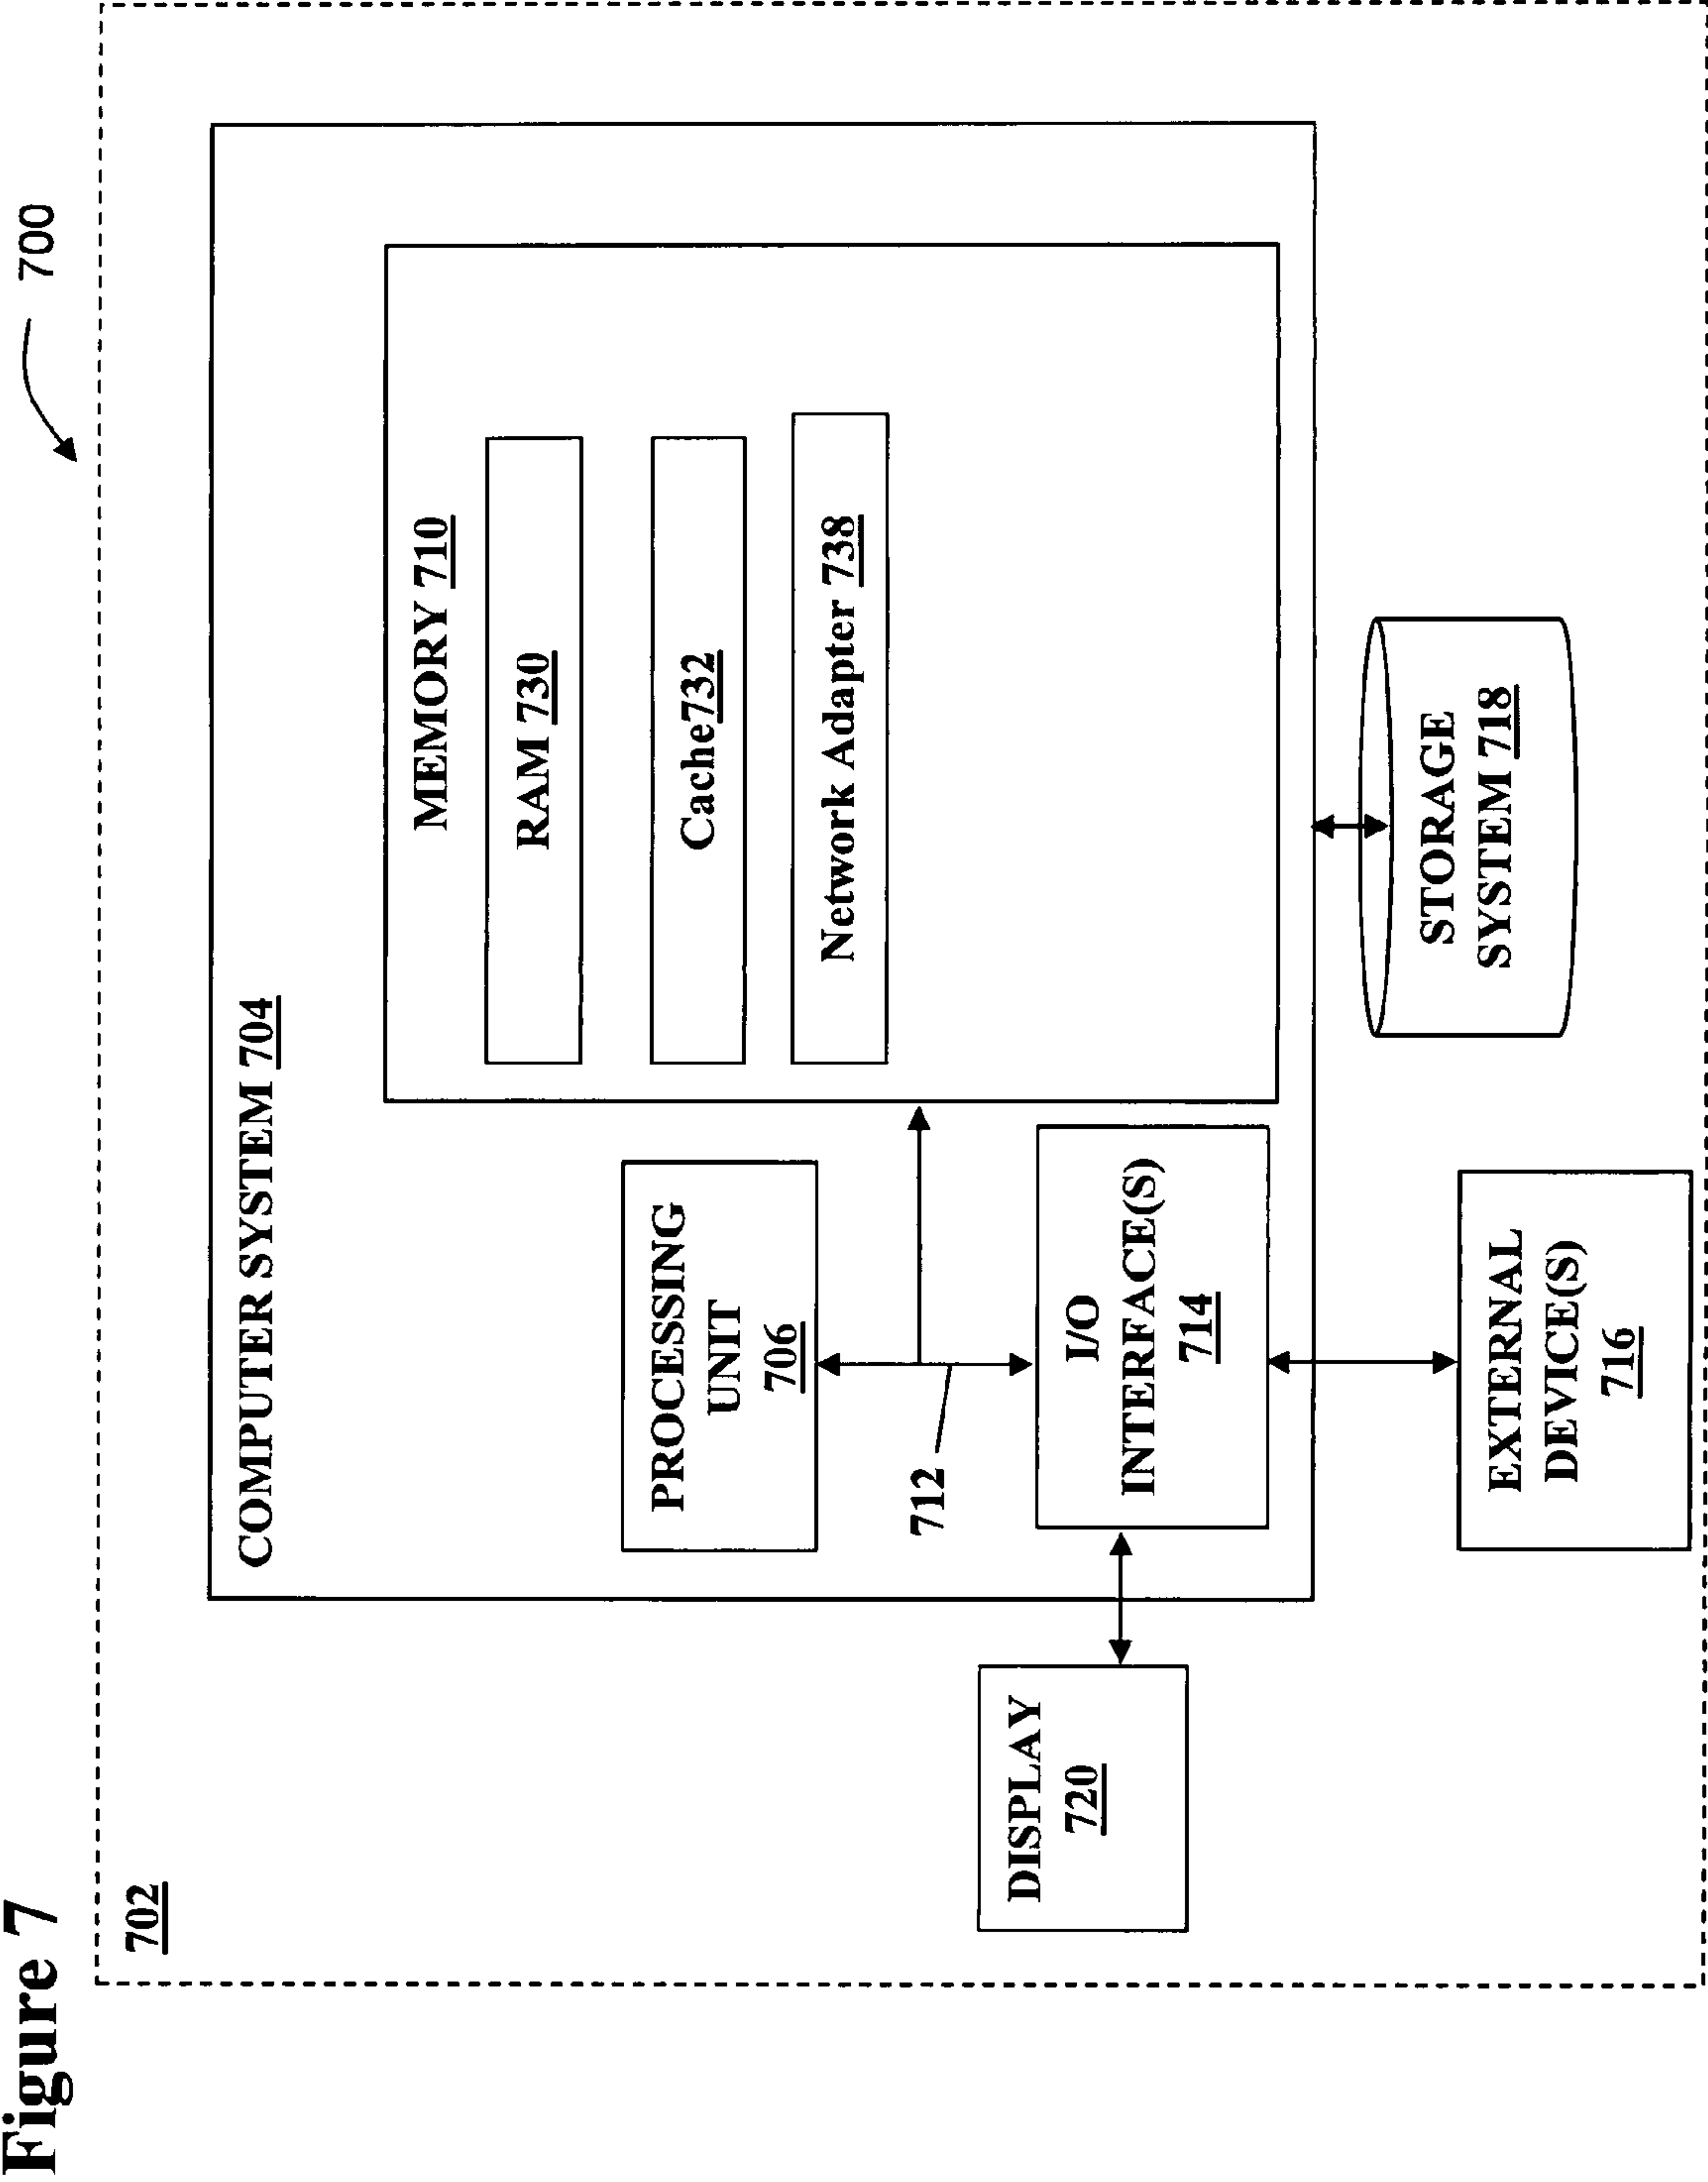 Figure 7
700
702
COMPUTER SYSTEM 704
MEMORY 710
RAM 730
Cache732
Network Adapter 738
PROCESSING
UNIT
706
712
I/O
INTERFACE(S)
714
DISPLAY
720
STORAGE
SYSTEM 718
EXTERNAL
DEVICE(S)
716